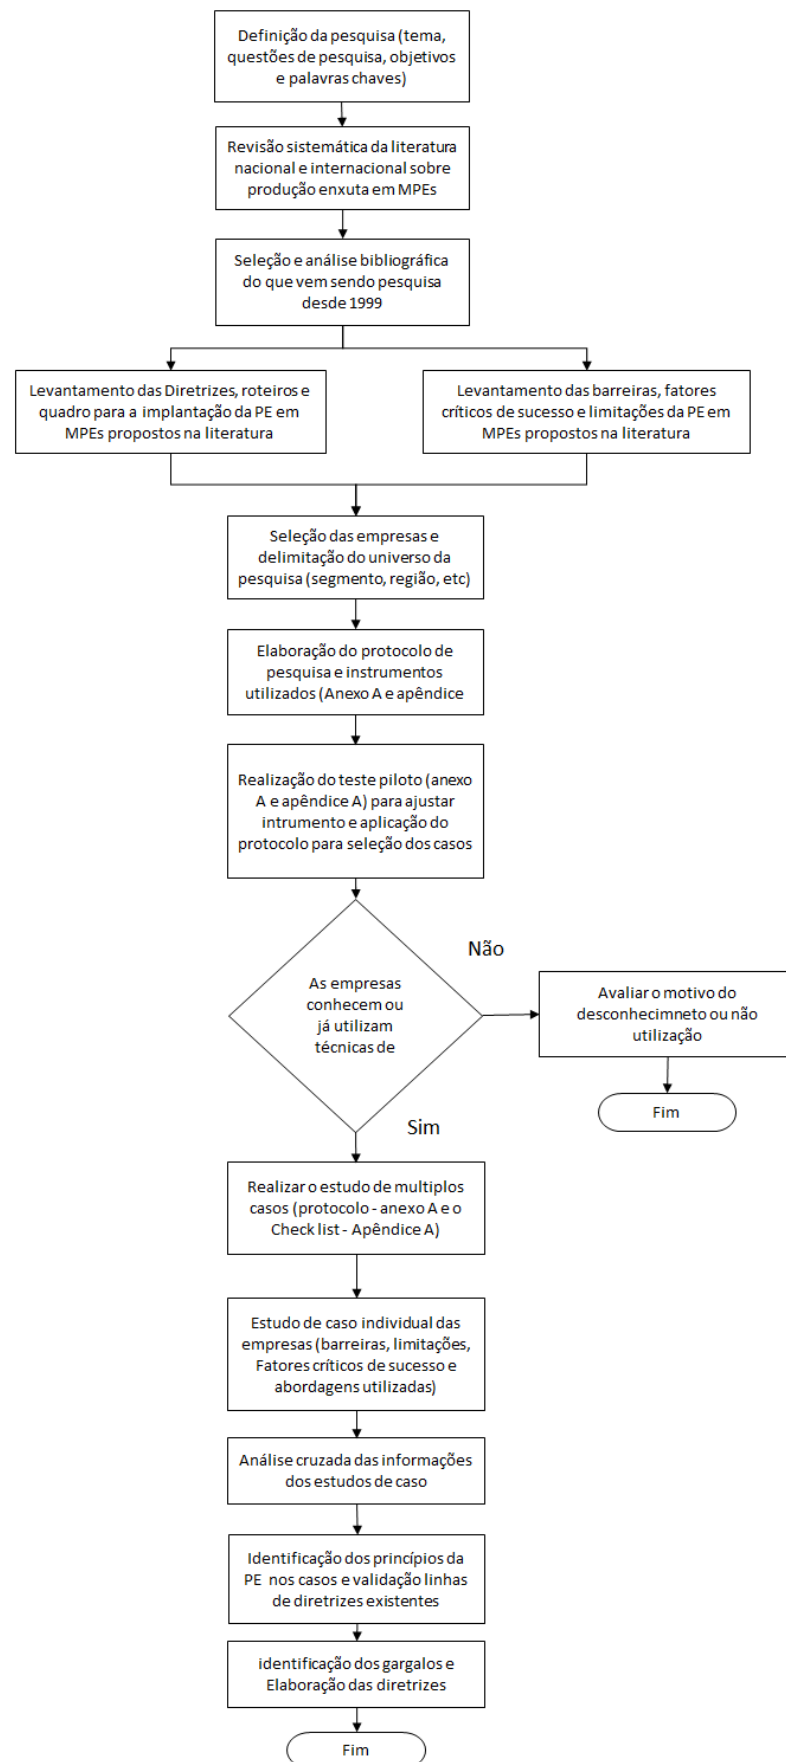 Definição da pesquisa (tema,
questões de pesquisa, objetivos
e palavras chaves)
Revisão sistemática da literatura
nacional e internacional sobre
produção enxuta em MPEs
Seleção e análise bibliográfica
do que vem sendo pesquisa
desde 1999
Levantamento das Diretrizes, roteiros e
quadro para a implantação da PE em
MPEs propostos na literatura
Levantamento das barreiras, fatores
críticos de sucesso e limitações da PE em
MPEs propostos na literatura
Seleção das empresas e
delimitação do universo da
pesquisa (segmento, região, etc)
Elaboração do protocolo de
pesquisa e instrumentos
utilizados (Anexo A e apêndice
Realização do teste piloto (anexo
A e apêndice A) para ajustar
intrumento e aplicação do
protocolo para seleção dos casos
As empresas
conhecem ou
já utilizam
técnicas de
Não
Avaliar o motivo do
desconhecimneto ou não
utilização
Fim
Sim
Realizar o estudo de multiplos
casos (protocolo - anexo A e o
Check list - Apêndice A)
Estudo de caso individual das
empresas (barreiras, limitações,
Fatores críticos de sucesso e
abordagens utilizadas)
Análise cruzada das informações
dos estudos de caso
Identificação dos princípios da
PE nos casos e validação linhas
de diretrizes existentes
identificação dos gargalos e
Elaboração das diretrizes
Fim